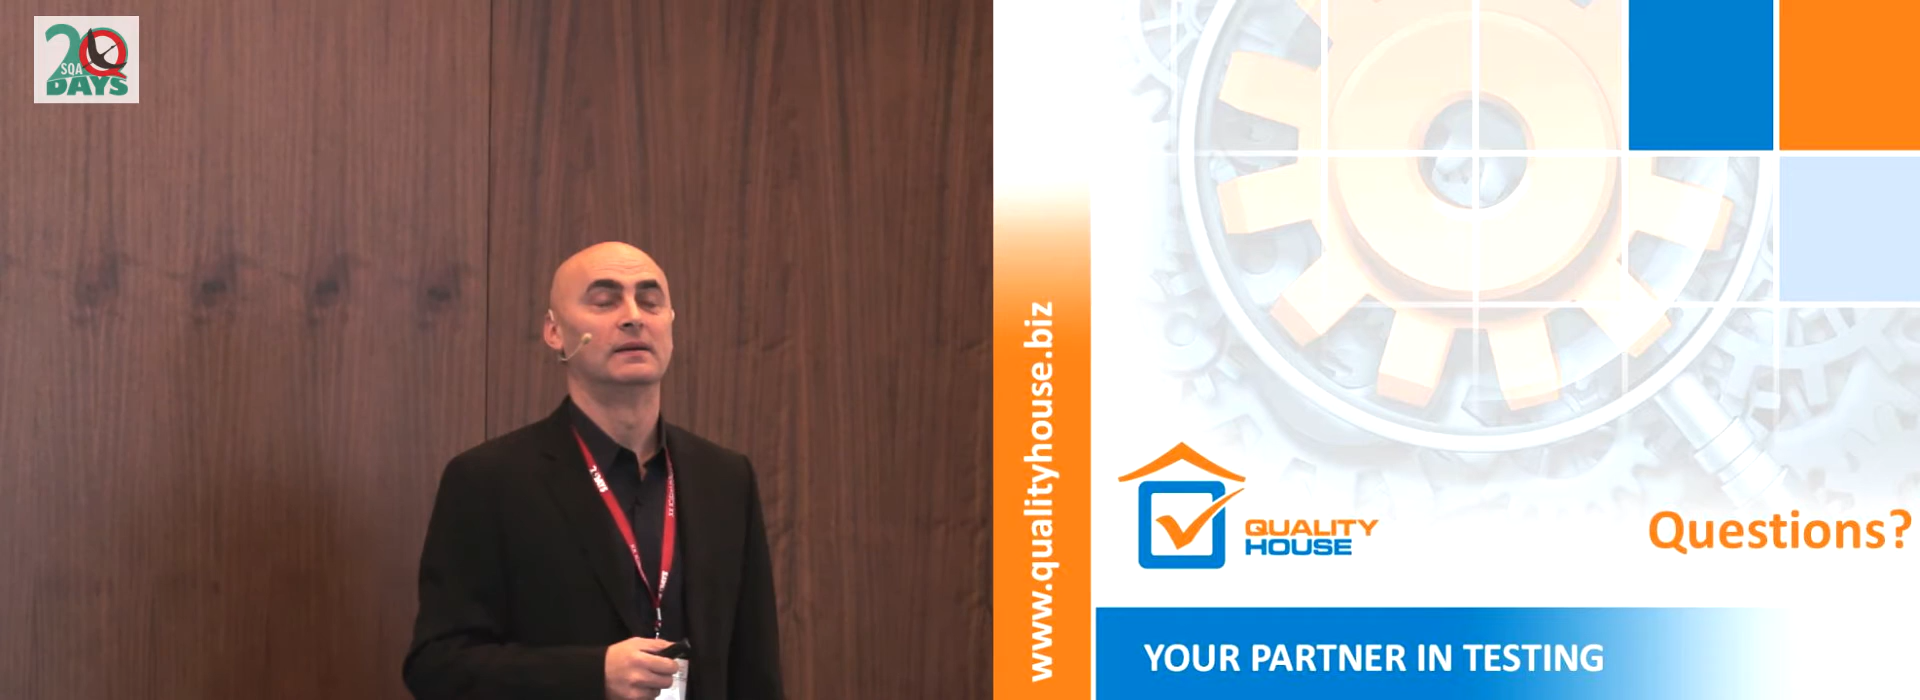 20
SQA
DAYS
www.qualityhouse.biz
QUALITY
HOUSE
Questions?
YOUR PARTNER IN TESTING